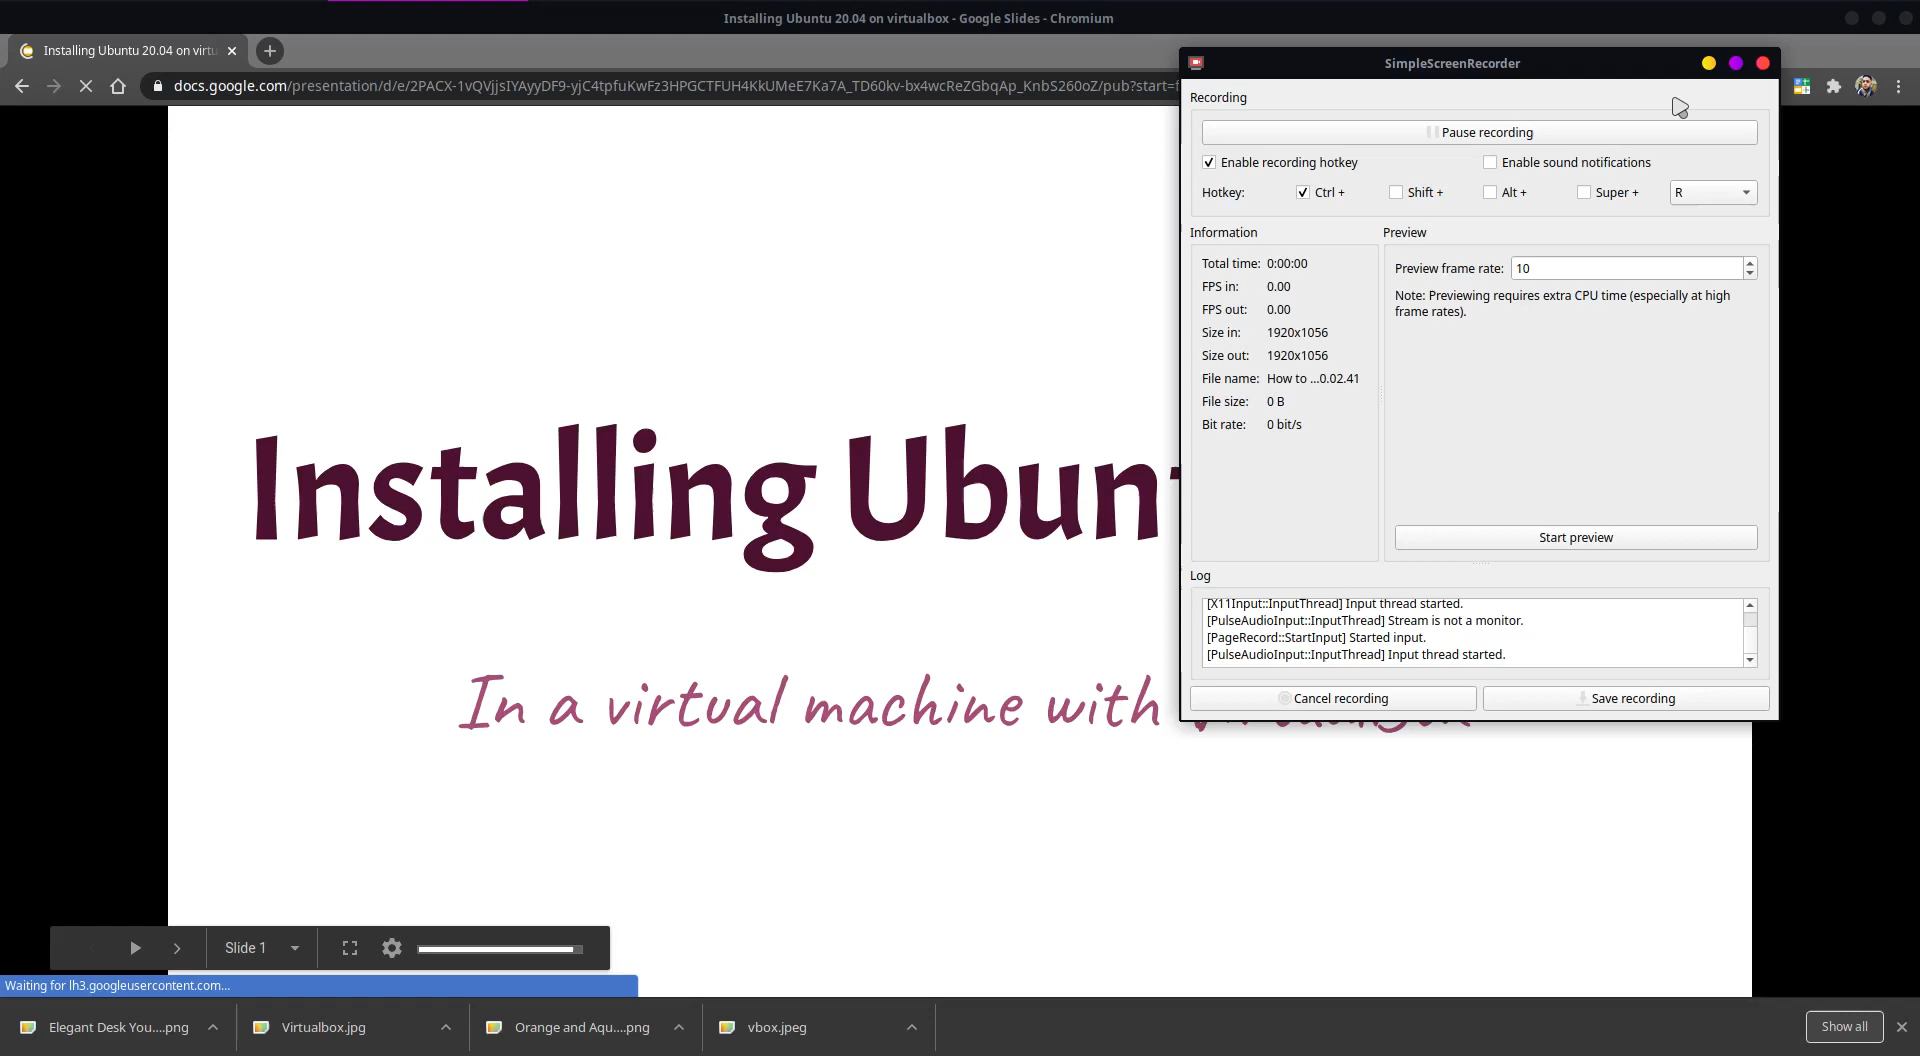 Installing Ubuntu 20.04 on virtualbox - Google Slides - Chromium
Installing Ubuntu 20.04 on virtu
docs.google.com/presentation/d/e/2PACX-1vQVjjsIYAyyDF9-yjC4tpfuKwFz3HPGCTFUH4KkUMeE7Ka7A_TD60kv-bx4wcReZGbqAp_KnbS260oZ/pub?start=f
SimpleScreenRecorder
Recording
Pause recording
Enable recording hotkey
Enable sound notifications
Hotkey: Ctrl + Shift + Alt + Super + R
Information
Total time: 0:00:00
FPS in: 0.00
FPS out: 0.00
Size in: 1920x1056
Size out: 1920x1056
File name: How to ...0.02.41
File size: 0 B
Bit rate: 0 bit/s
Preview
Preview frame rate: 10
Note: Previewing requires extra CPU time (especially at high
frame rates).
Start preview
Log
[X11Input::InputThread] Input thread started.
[PulseAudioInput::InputThread] Stream is not a monitor.
[PageRecord::StartInput] Started input.
[PulseAudioInput::InputThread] Input thread started.
Cancel recording
Save recording
Installing Ubun
In a virtual machine with
Slide 1
Waiting for lh3.googleusercontent.com...
Elegant Desk You....png
Virtualbox.jpg
Orange and Aqu....png
vbox.jpeg
Show all